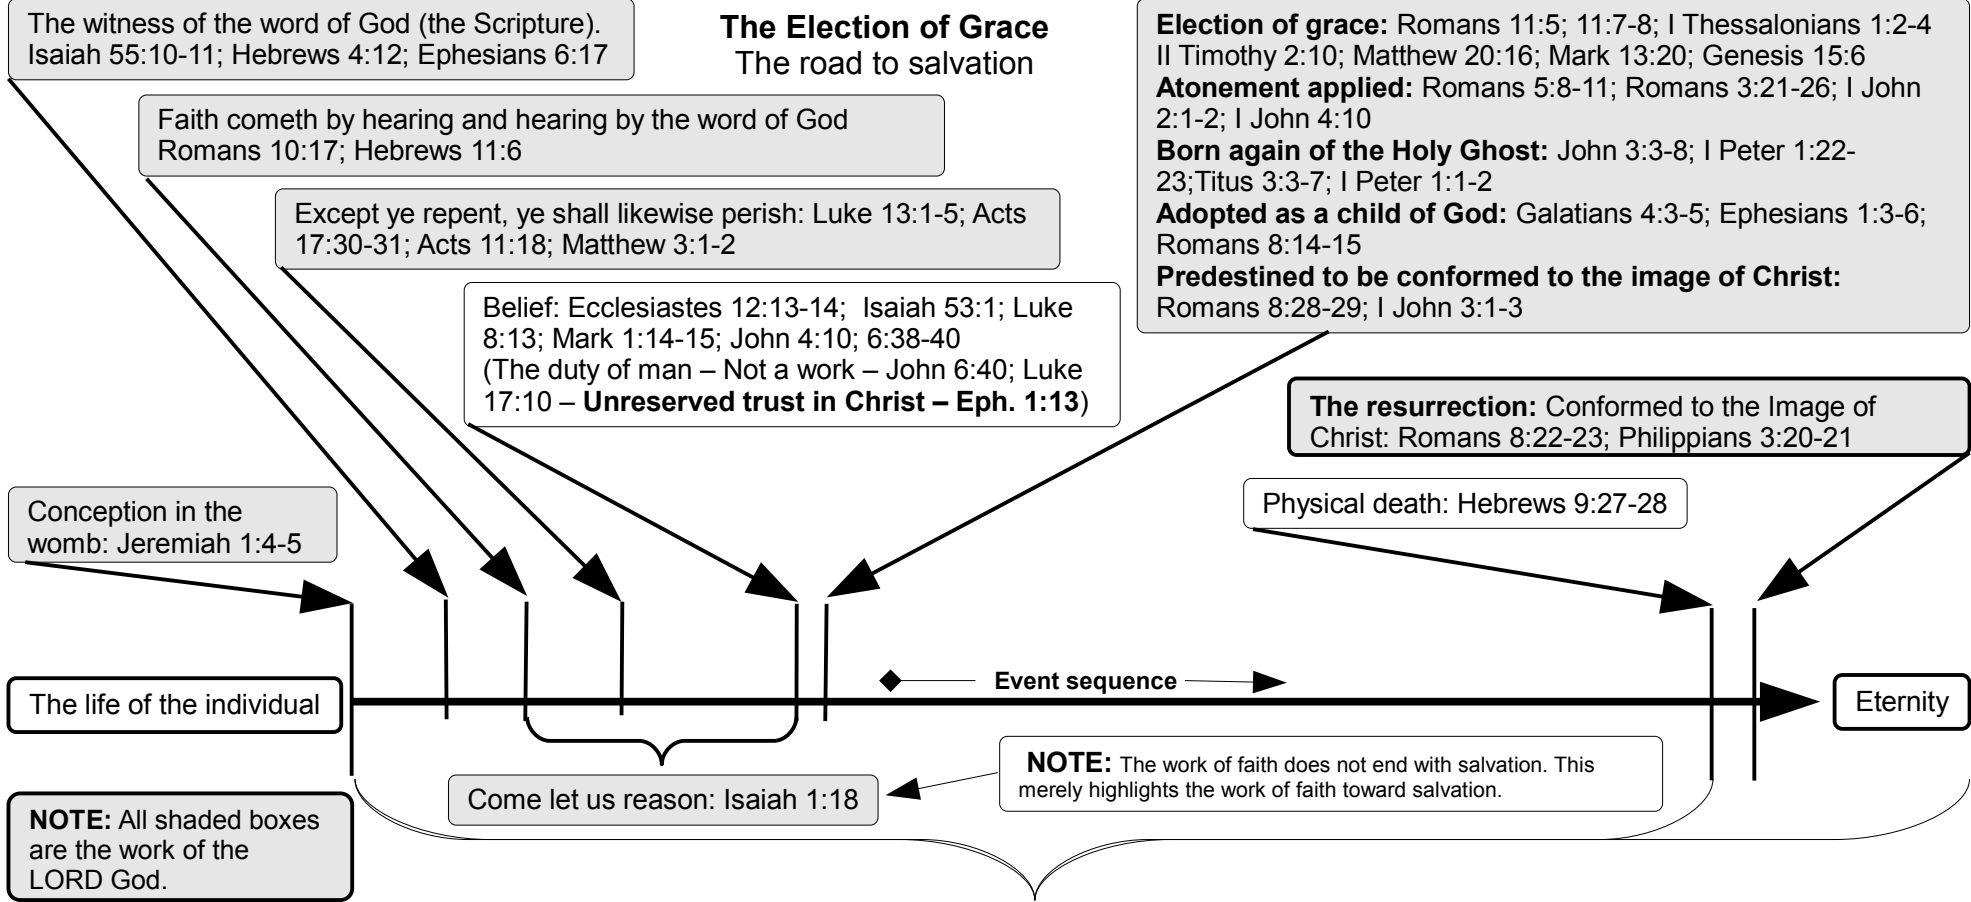 The Election of Grace
The road to salvation
The witness of the word of God (the Scripture).
Isaiah 55:10-11; Hebrews 4:12; Ephesians 6:17
Faith cometh by hearing and hearing by the word of God
Romans 10:17; Hebrews 11:6
Except ye repent, ye shall likewise perish: Luke 13:1-5; Acts
17:30-31; Acts 11:18; Matthew 3:1-2
Belief: Ecclesiastes 12:13-14;  Isaiah 53:1; Luke
8:13; Mark 1:14-15; John 4:10; 6:38-40
(The duty of man – Not a work – John 6:40; Luke
17:10 – Unreserved trust in Christ – Eph. 1:13)
Election of grace: Romans 11:5; 11:7-8; I Thessalonians 1:2-4
II Timothy 2:10; Matthew 20:16; Mark 13:20; Genesis 15:6
Atonement applied: Romans 5:8-11; Romans 3:21-26; I John
2:1-2; I John 4:10
Born again of the Holy Ghost: John 3:3-8; I Peter 1:22-
23;Titus 3:3-7; I Peter 1:1-2
Adopted as a child of God: Galatians 4:3-5; Ephesians 1:3-6;
Romans 8:14-15
Predestined to be conformed to the image of Christ:
Romans 8:28-29; I John 3:1-3
The resurrection: Conformed to the Image of
Christ: Romans 8:22-23; Philippians 3:20-21
Physical death: Hebrews 9:27-28
Conception in the
womb: Jeremiah 1:4-5
Event sequence
The life of the individual
Eternity
Come let us reason: Isaiah 1:18
NOTE: The work of faith does not end with salvation. This
merely highlights the work of faith toward salvation.
NOTE: All shaded boxes
are the work of the
LORD God.